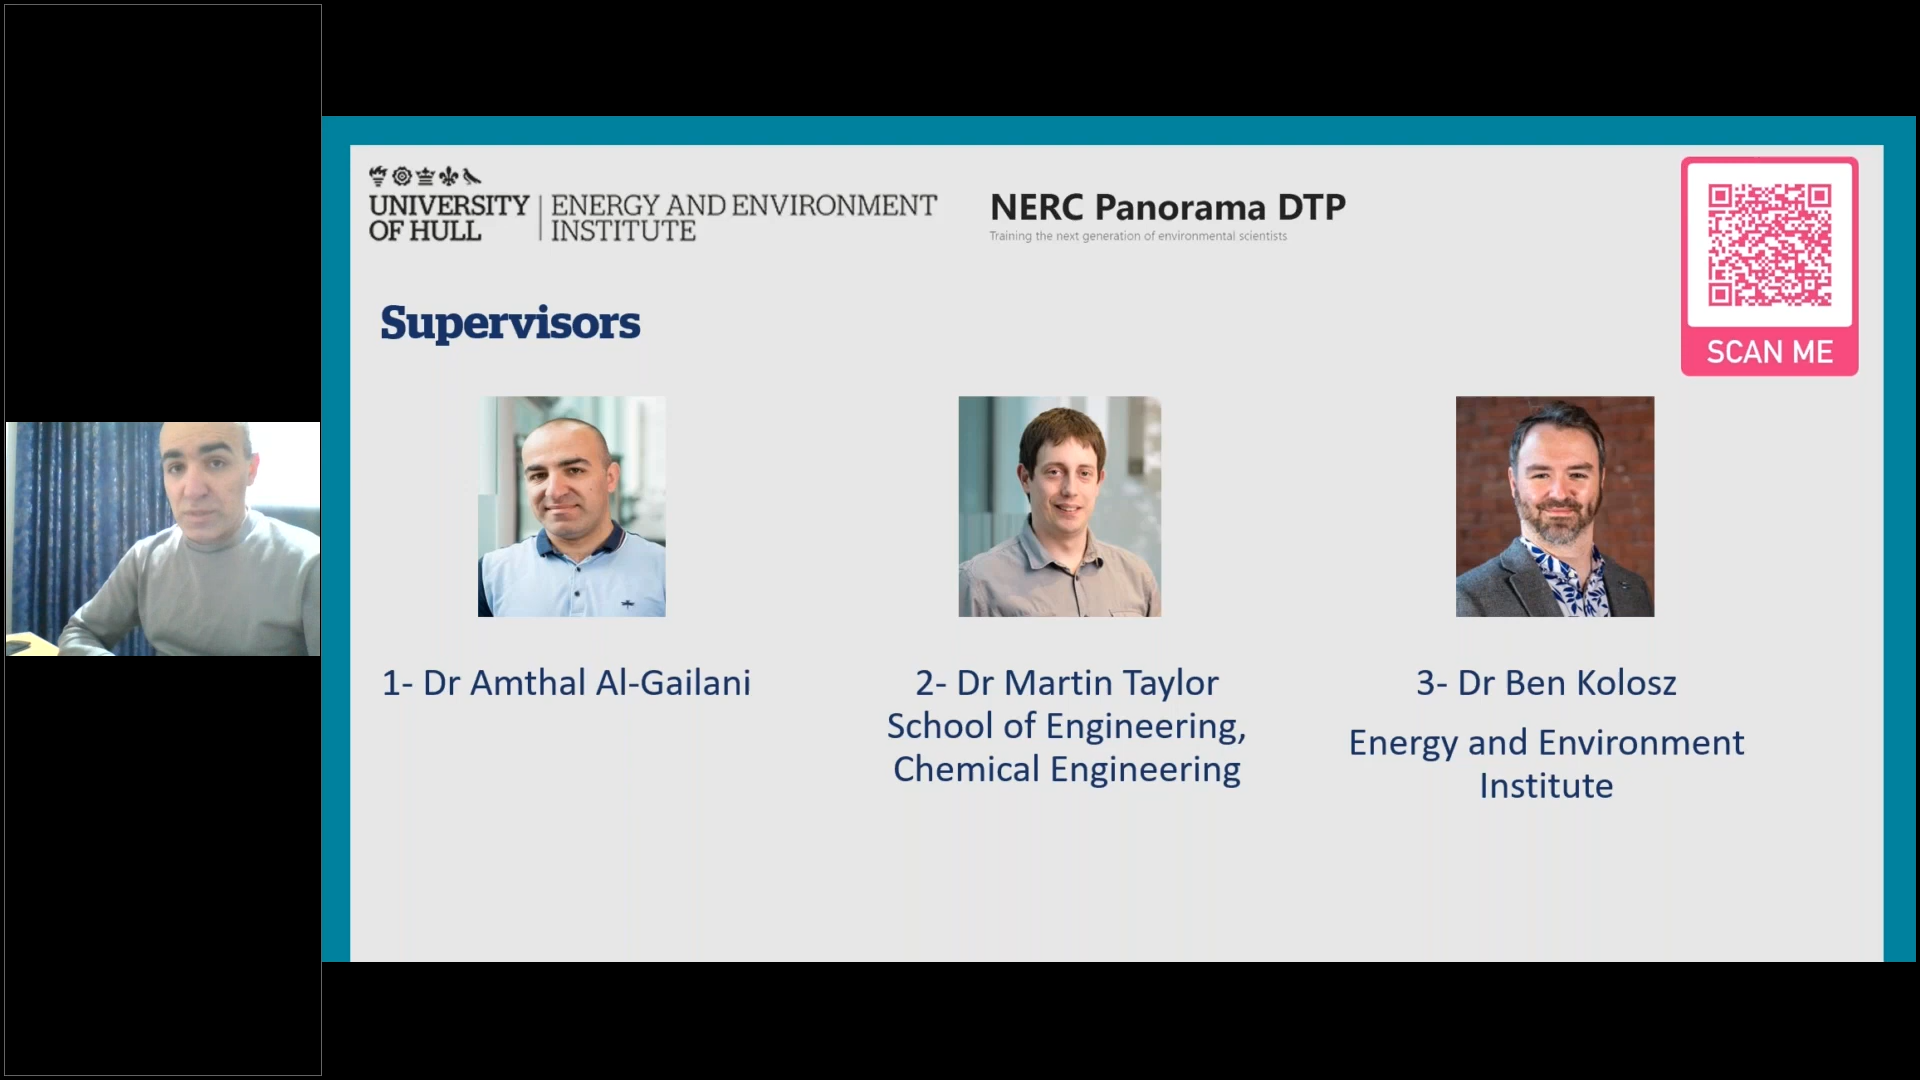 UNIVERSITY
OF HULL
ENERGY AND ENVIRONMENT
INSTITUTE
NERC Panorama DTP
Training the next generation of environmental scientists
SCAN ME
Supervisors
1- Dr Amthal Al-Gailani
2- Dr Martin Taylor
School of Engineering,
Chemical Engineering
3- Dr Ben Kolosz
Energy and Environment
Institute